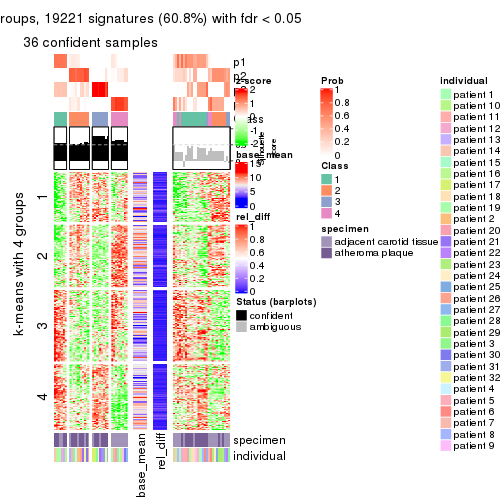 roups, 19221 signatures (60.8%) with fdr < 0.05
36 confident samples
p1
p2
z-score
2
1
0
-1
-2
base_mean
15
10
5
0
rel_diff
1
0.8
0.6
0.4
0.2
0
Status (barplots)
confident
ambiguous
Prob
1
0.8
0.6
0.4
0.2
0
Class
1
2
3
4
specimen
adjacent carotid tissue
atheroma plaque
individual
patient 1
patient 10
patient 11
patient 12
patient 13
patient 14
patient 15
patient 16
patient 17
patient 18
patient 19
patient 2
patient 20
patient 21
patient 22
patient 23
patient 24
patient 25
patient 26
patient 27
patient 28
patient 29
patient 3
patient 30
patient 31
patient 32
patient 4
patient 5
patient 6
patient 7
patient 8
patient 9
k-means with 4 groups
1
2
3
4
specimen
individual
base_mean
rel_diff